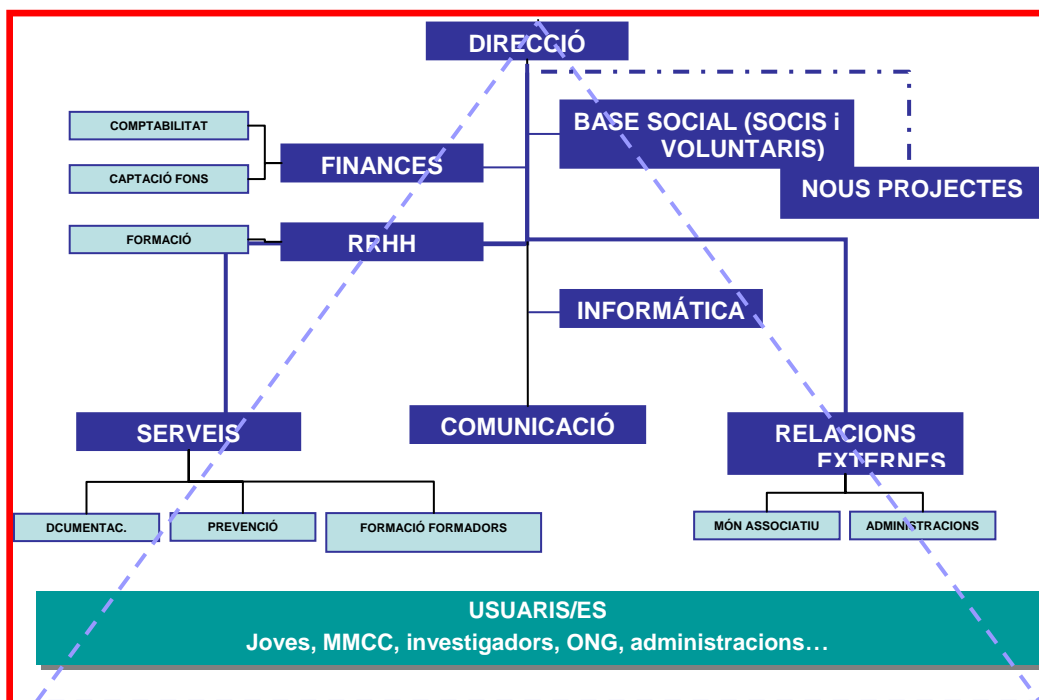 DIRECCIÓ
COMPTABILITAT
BASE SOCIAL (SOCIS i
VOLUNTARIS)
FINANCES
CAPTACIÓ FONS
NOUS PROJECTES
FORMACIÓ
RRHH
INFORMÁTICA
SERVEIS
COMUNICACIÓ
RELACIONS
EXTERNES
DCUMENTAC.
PREVENCIÓ
FORMACIÓ FORMADORS
MÓN ASSOCIATIU
ADMINISTRACIONS
USUARIS/ES
Joves, MMCC, investigadors, ONG, administracions…